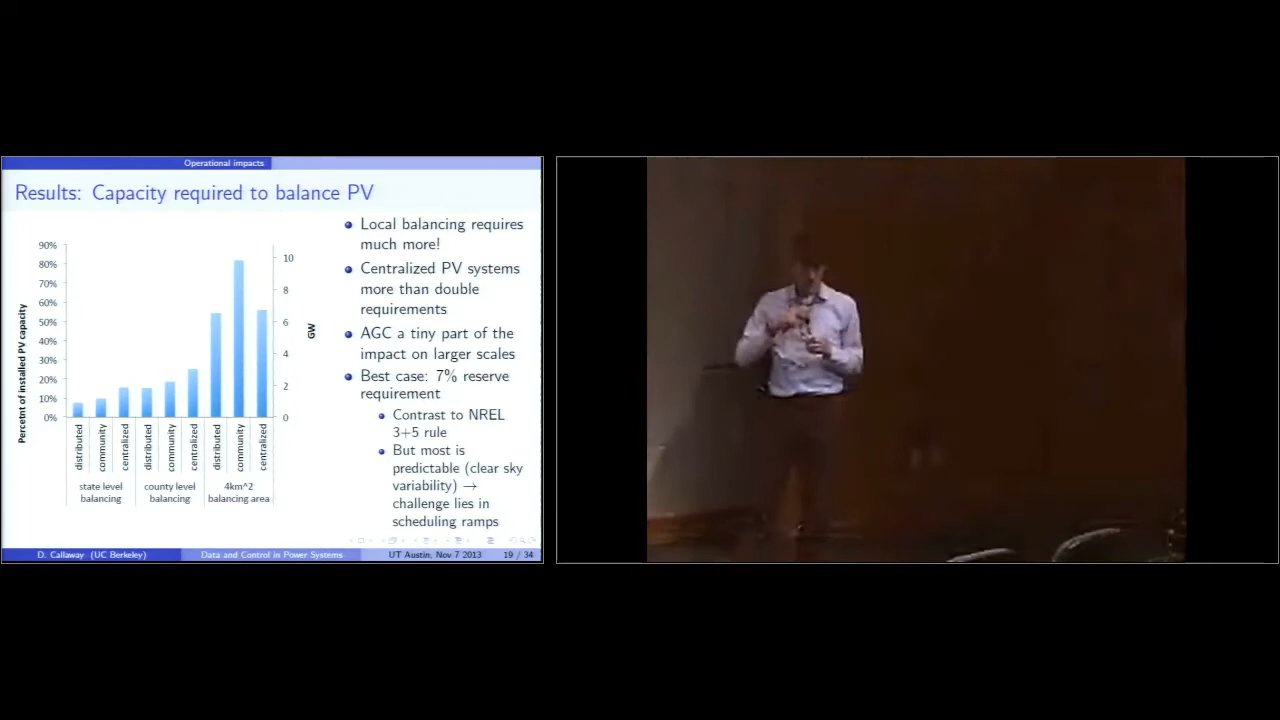 Operational impacts
Results: Capacity required to balance PV
90%
80%
70%
60%
50%
40%
30%
20%
10%
0%
Percetnt of installed PV capacity
10
8
6
4
2
0
GW
distributed
community
centralized
distributed
community
centralized
distributed
community
centralized
state level
balancing
county level
balancing
4km^2
balancing area
Local balancing requires
much more!
Centralized PV systems
more than double
requirements
AGC a tiny part of the
impact on larger scales
Best case: 7% reserve
requirement
Contrast to NREL
3+5 rule
But most is
predictable (clear sky
variability) →
challenge lies in
scheduling ramps
D. Callaway (UC Berkeley)
Data and Control in Power Systems
UT Austin, Nov 7 2013
19 / 34